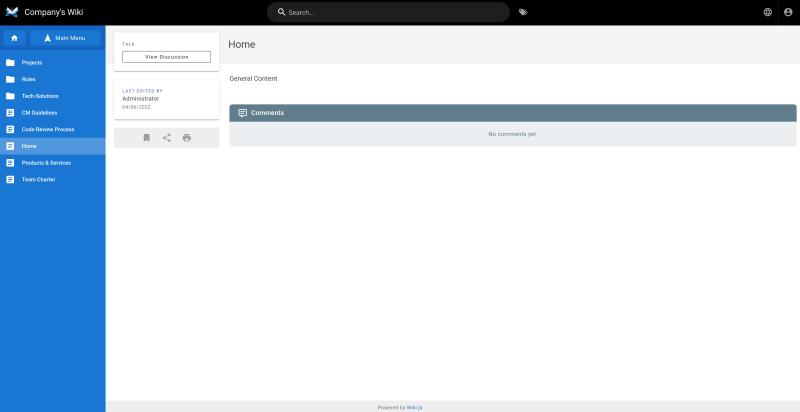 Company's Wiki
Search...
Main Menu
Projects
Roles
Tech-Solutions
CM Guidelines
Code Review Process
Home
Products & Services
Team Charter
TALK
View Discussion
LAST EDITED BY
Administrator
04/06/2022
Home
General Content
Comments
No comments yet.
Powered by Wiki.js